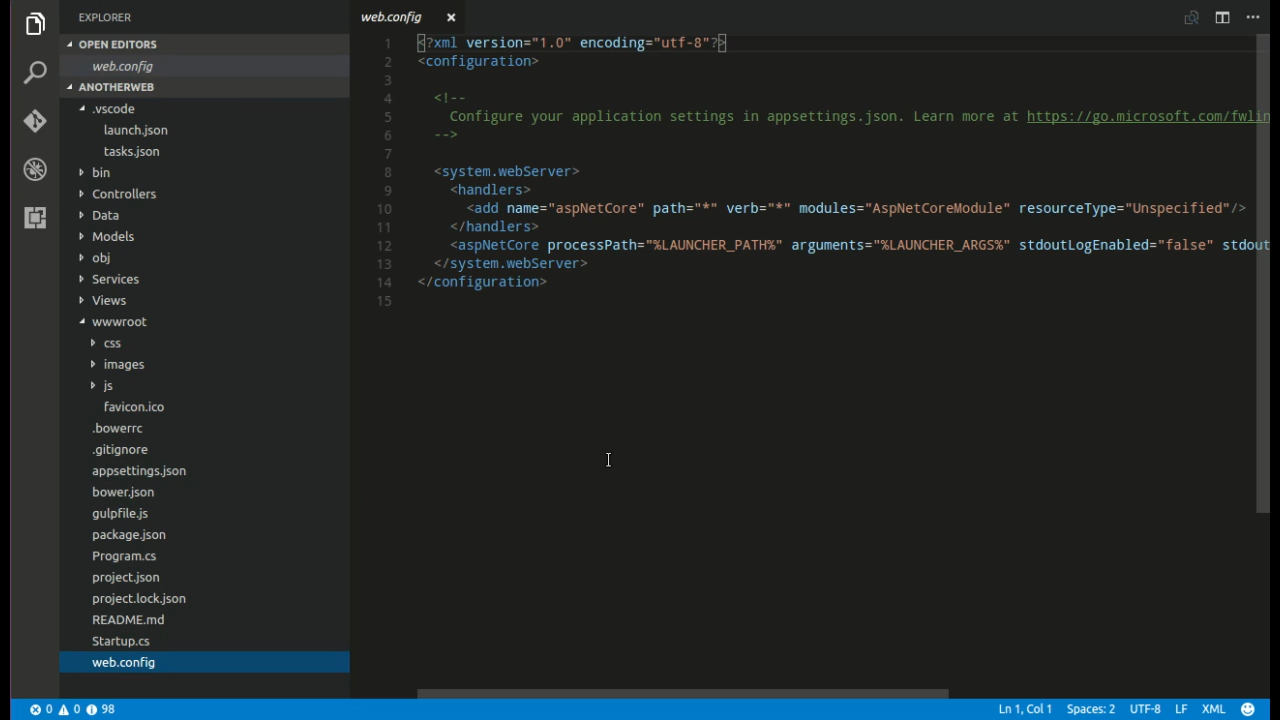 EXPLORER
OPEN EDITORS
web.config
ANOTHERWEB
.vscode
launch.json
tasks.json
bin
Controllers
Data
Models
obj
Services
Views
wwwroot
css
images
js
favicon.ico
.bowerrc
.gitignore
appsettings.json
bower.json
gulpfile.js
package.json
Program.cs
project.json
project.lock.json
README.md
Startup.cs
web.config
web.config
1 <?xml version="1.0" encoding="utf-8"?>
2 <configuration>
3
4 <!--
5 Configure your application settings in appsettings.json. Learn more at https://go.microsoft.com/fwlin
6 -->
7
8 <system.webServer>
9 <handlers>
10 <add name="aspNetCore" path="*" verb="*" modules="AspNetCoreModule" resourceType="Unspecified"/>
11 </handlers>
12 <aspNetCore processPath="%LAUNCHER_PATH%" arguments="%LAUNCHER_ARGS%" stdoutLogEnabled="false" stdout
13 </system.webServer>
14 </configuration>
15
0 0 98 Ln 1, Col 1 Spaces: 2 UTF-8 LF XML